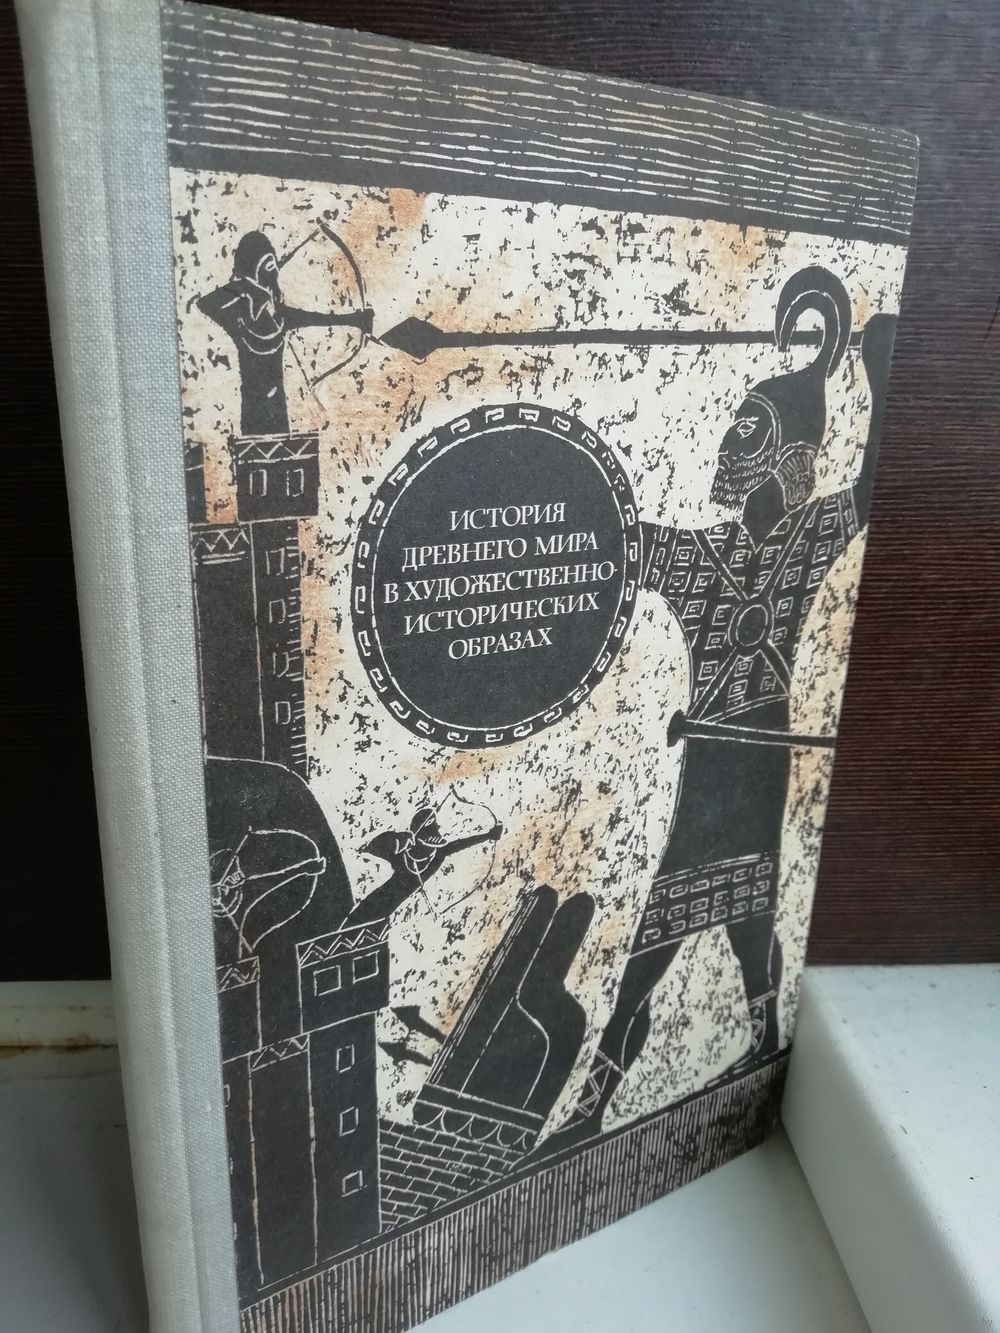 ИСТОРИЯ
ДРЕВНЕГО МИРА
В ХУДОЖЕСТВЕННО-
ИСТОРИЧЕСКИХ
ОБРАЗАХ